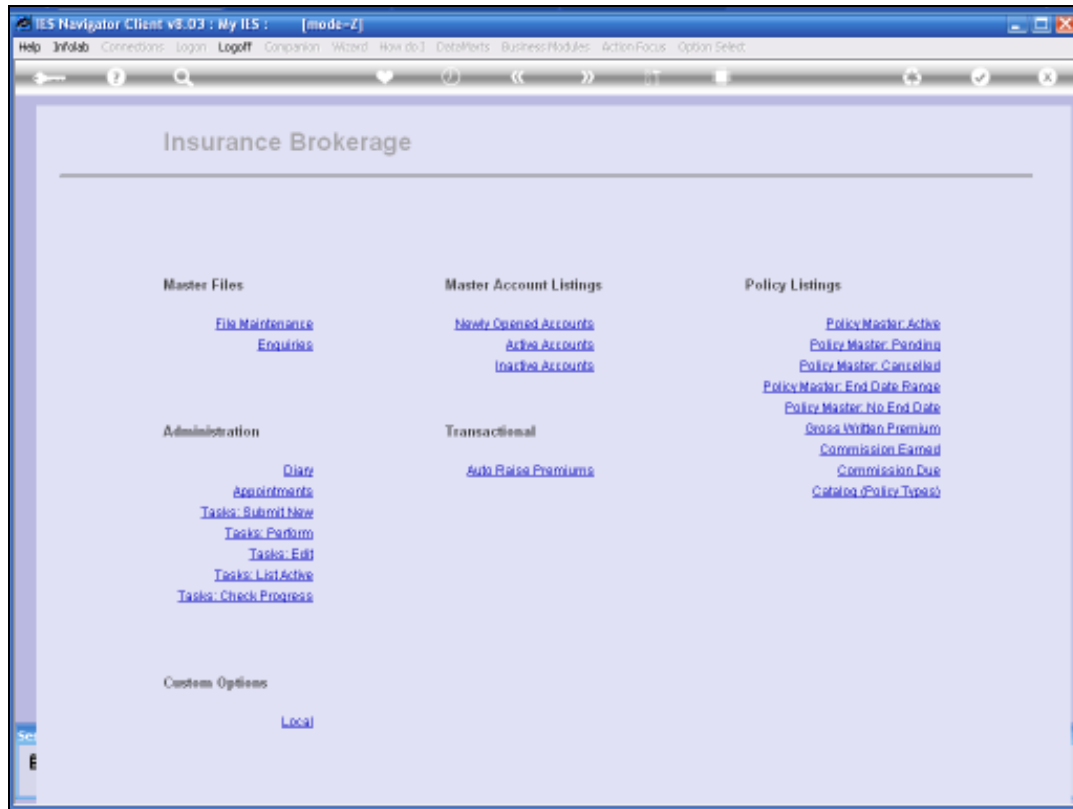 IES Navigator Client v8.03 : My IES : [mode=Z]
Help Infolab Connections Logon Logoff Companion Wizard How do I DataMarts Business Modules Action Focus Option Select
Insurance Brokerage
Master Files
File Maintenance
Enquiries
Master Account Listings
Newly Opened Accounts
Active Accounts
Inactive Accounts
Policy Listings
Policy Master: Active
Policy Master: Pending
Policy Master: Cancelled
Policy Master: End Date Range
Policy Master: No End Date
Gross Written Premium
Commission Earned
Commission Due
Catalog (Policy Types)
Administration
Diary
Appointments
Tasks: Submit New
Tasks: Perform
Tasks: Edit
Tasks: List Active
Tasks: Check Progress
Transactional
Auto Raise Premiums
Custom Options
Local
Ses